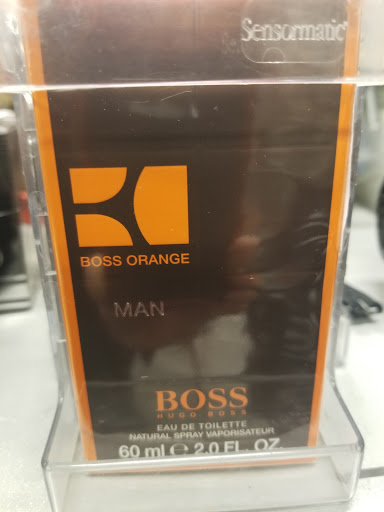 Sensormatic®
BOSS ORANGE
MAN
BOSS
HUGO BOSS
EAU DE TOILETTE
NATURAL SPRAY VAPORISATEUR
60 ml ℮ 2.0 FL. OZ.